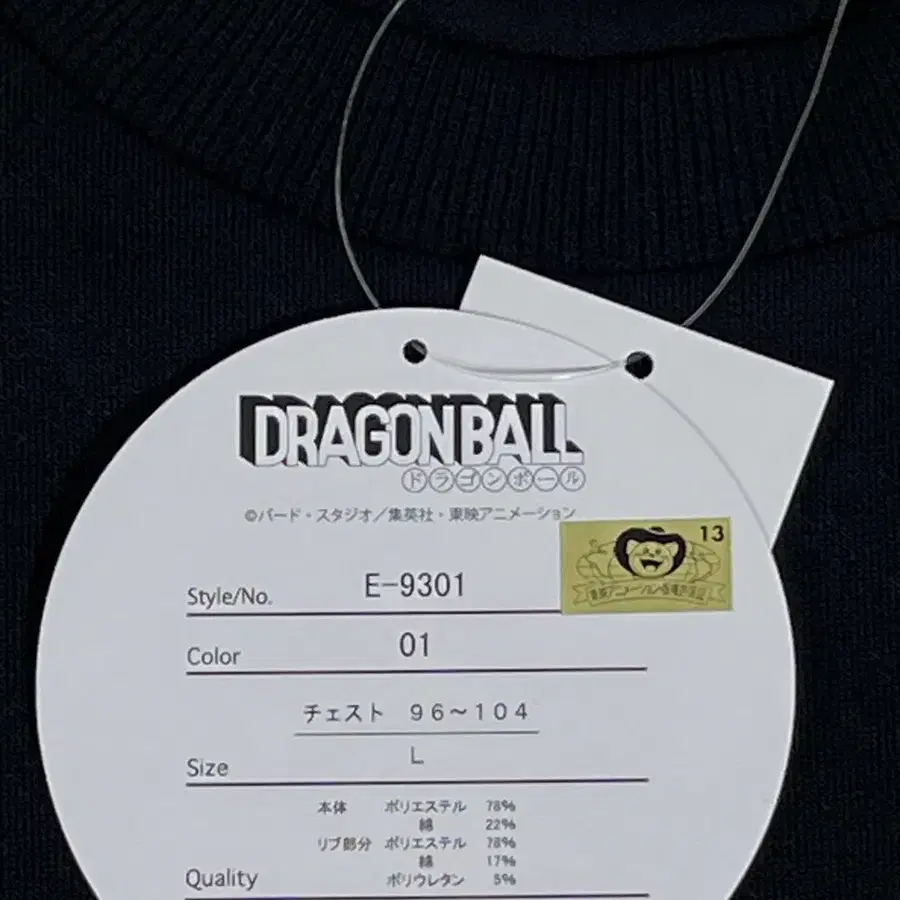 DRAGON BALL
ドラゴンボール
©バード・スタジオ／集英社・東映アニメーション
13
Style/No. E-9301
Color 01
チェスト 96～104
Size L
本体 ポリエステル 78%
綿 22%
リブ部分 ポリエステル 78%
綿 17%
Quality ポリウレタン 5%